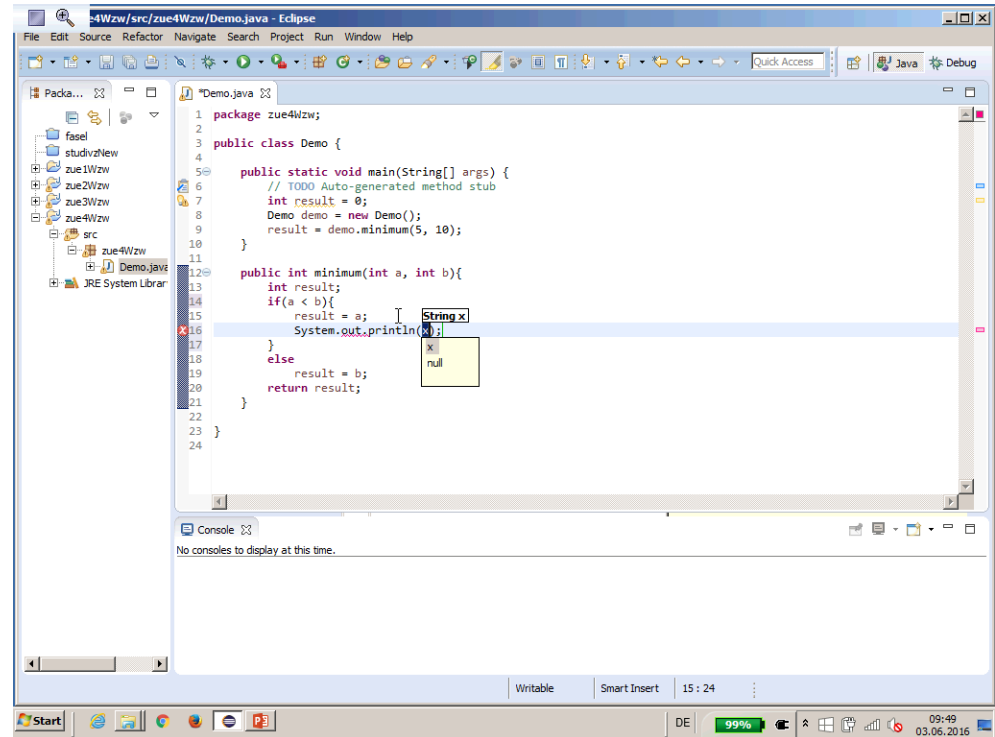 e4Wzw/src/zue4Wzw/Demo.java - Eclipse
File Edit Source Refactor Navigate Search Project Run Window Help
Quick Access Java Debug
Packa...
fasel
studivzNew
zue1Wzw
zue2Wzw
zue3Wzw
zue4Wzw
src
zue4Wzw
Demo.java
JRE System Librar
*Demo.java
1 package zue4Wzw;
2
3 public class Demo {
4
5 public static void main(String[] args) {
6 // TODO Auto-generated method stub
7 int result = 0;
8 Demo demo = new Demo();
9 result = demo.minimum(5, 10);
10 }
11
12 public int minimum(int a, int b){
13 int result;
14 if(a < b){
15 result = a;
String x
16 System.out.println(x);
x
null
17 }
18 else
19 result = b;
20 return result;
21 }
22
23 }
24
Console
No consoles to display at this time.
Writable Smart Insert 15 : 24
Start DE 99% 09:49
03.06.2016